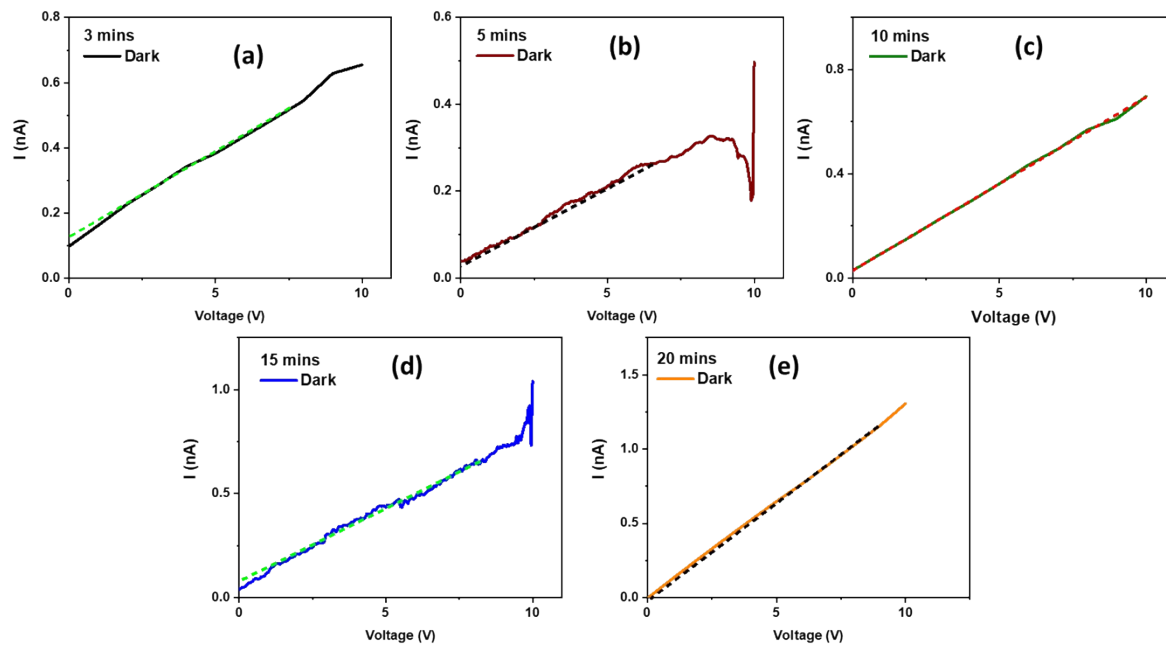 3 mins
Dark
(a)
0.8
0.6
0.4
0.2
0.0
I (nA)
0
5
10
Voltage (V)
5 mins
Dark
(b)
0.6
0.4
0.2
0.0
I (nA)
0
5
10
Voltage (V)
10 mins
Dark
(c)
0.8
0.4
0.0
I (nA)
0
5
10
Voltage (V)
15 mins
Dark
(d)
1.0
0.5
0.0
I (nA)
0
5
10
Voltage (V)
20 mins
Dark
(e)
1.5
1.0
0.5
0.0
I (nA)
0
5
10
Voltage (V)